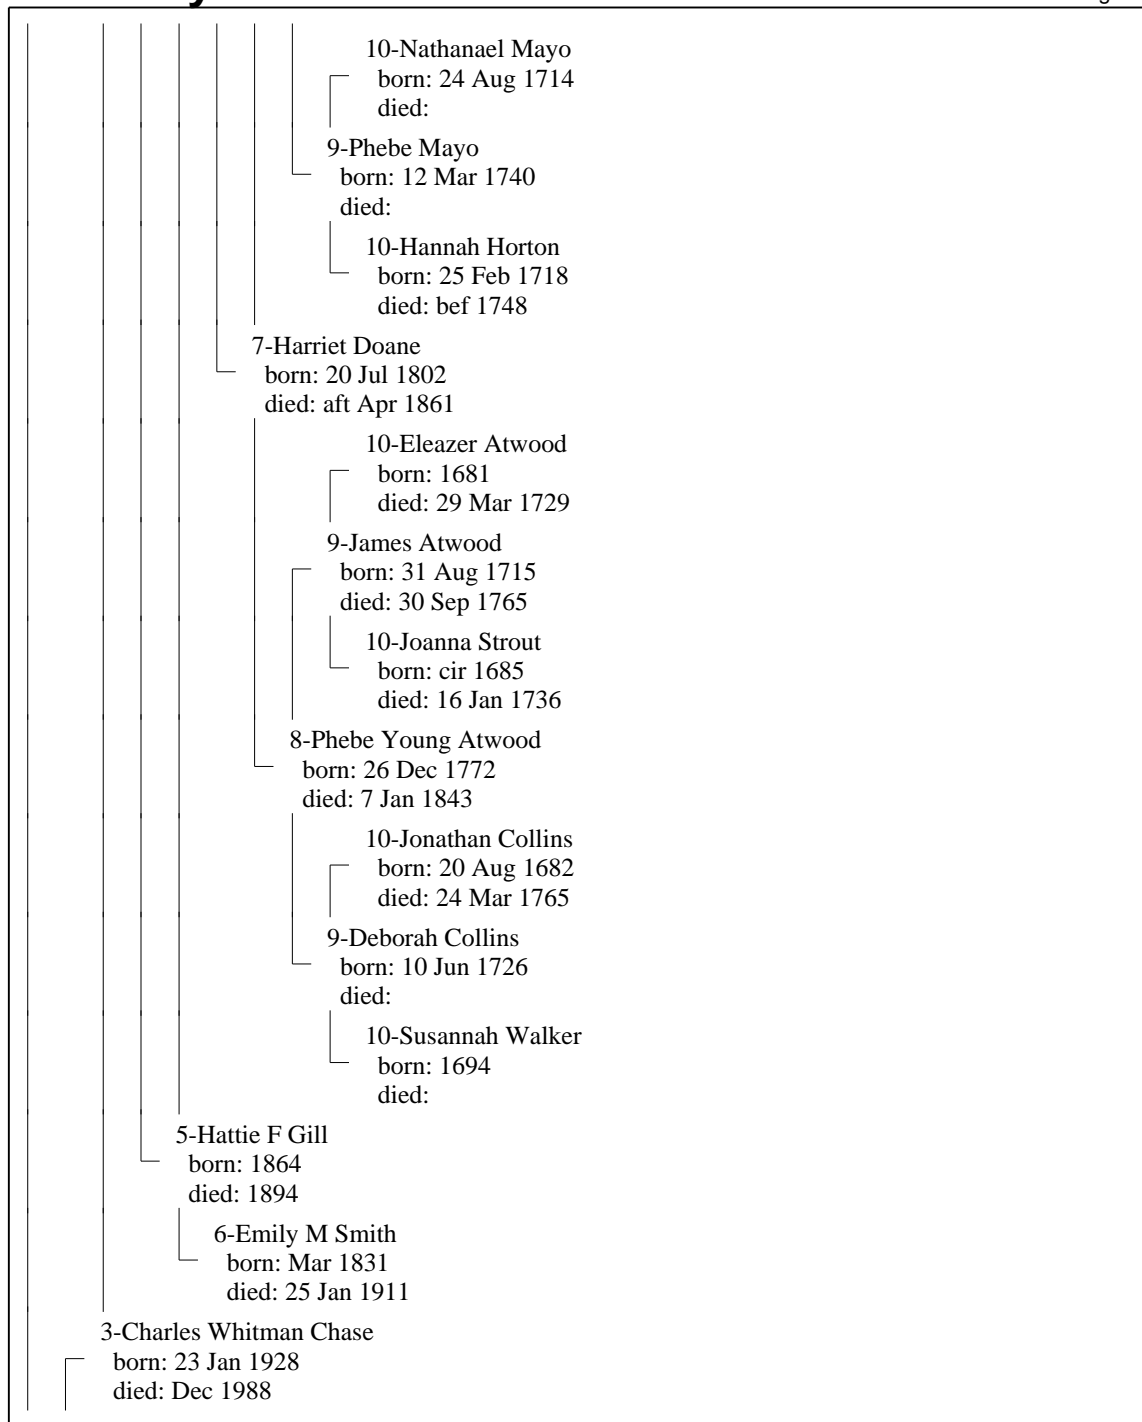 10-Nathanael Mayo
born: 24 Aug 1714
died:
9-Phebe Mayo
born: 12 Mar 1740
died:
10-Hannah Horton
born: 25 Feb 1718
died: bef 1748
7-Harriet Doane
born: 20 Jul 1802
died: aft Apr 1861
10-Eleazer Atwood
born: 1681
died: 29 Mar 1729
9-James Atwood
born: 31 Aug 1715
died: 30 Sep 1765
10-Joanna Strout
born: cir 1685
died: 16 Jan 1736
8-Phebe Young Atwood
born: 26 Dec 1772
died: 7 Jan 1843
10-Jonathan Collins
born: 20 Aug 1682
died: 24 Mar 1765
9-Deborah Collins
born: 10 Jun 1726
died:
10-Susannah Walker
born: 1694
died:
5-Hattie F Gill
born: 1864
died: 1894
6-Emily M Smith
born: Mar 1831
died: 25 Jan 1911
3-Charles Whitman Chase
born: 23 Jan 1928
died: Dec 1988